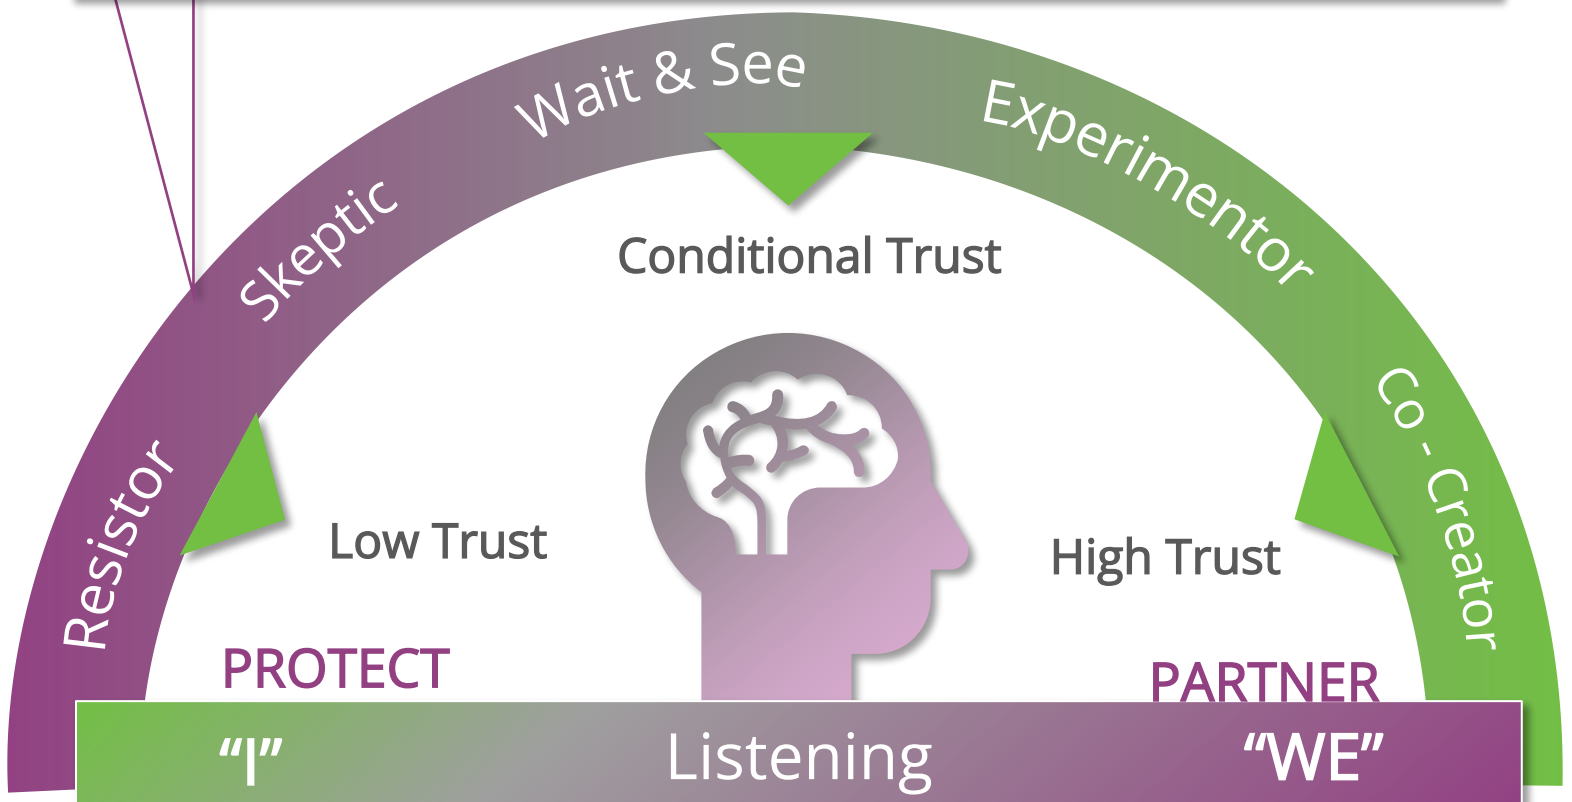 Resistor
Skeptic
Wait & See
Experimentor
Co - Creator
Conditional Trust
Low Trust
High Trust
PROTECT
PARTNER
“I”
Listening
“WE”